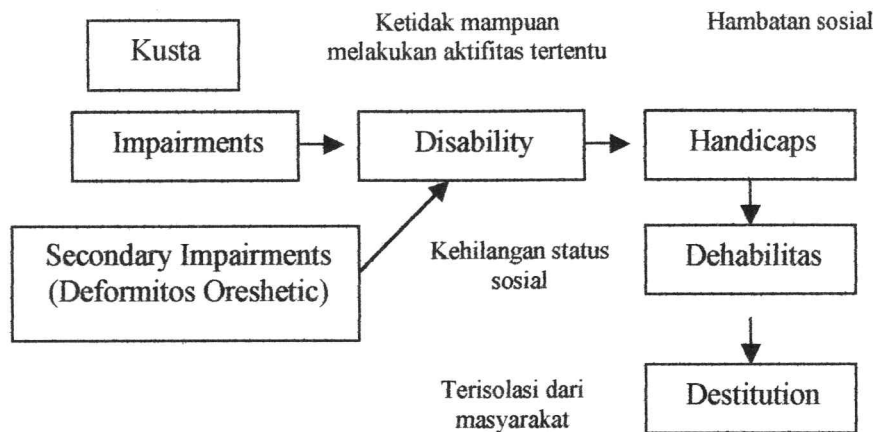 Ketidak mampuan
melakukan aktifitas tertentu
Hambatan sosial
Kusta
Impairments
Disability
Handicaps
Secondary Impairments
(Deformitos Oreshetic)
Kehilangan status
sosial
Dehabilitas
Terisolasi dari
masyarakat
Destitution